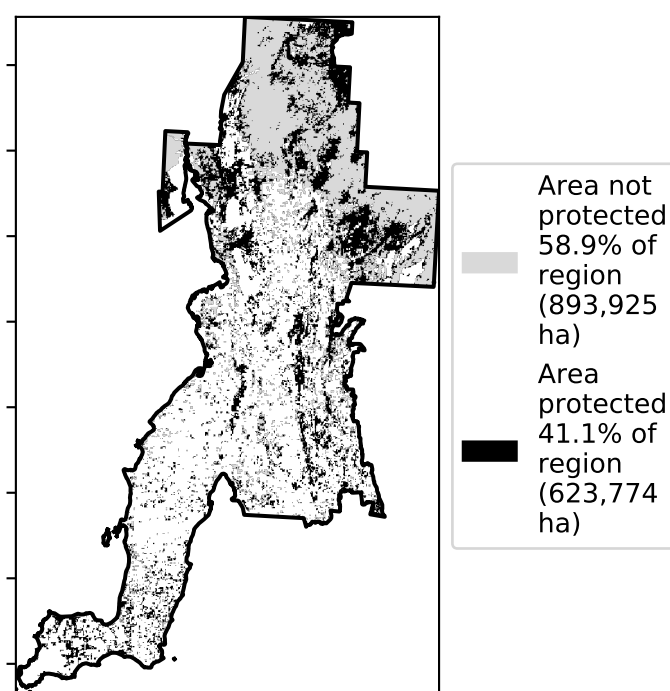 Area not
protected
58.9% of
region
(893,925
ha)
Area
protected
41.1% of
region
(623,774
ha)